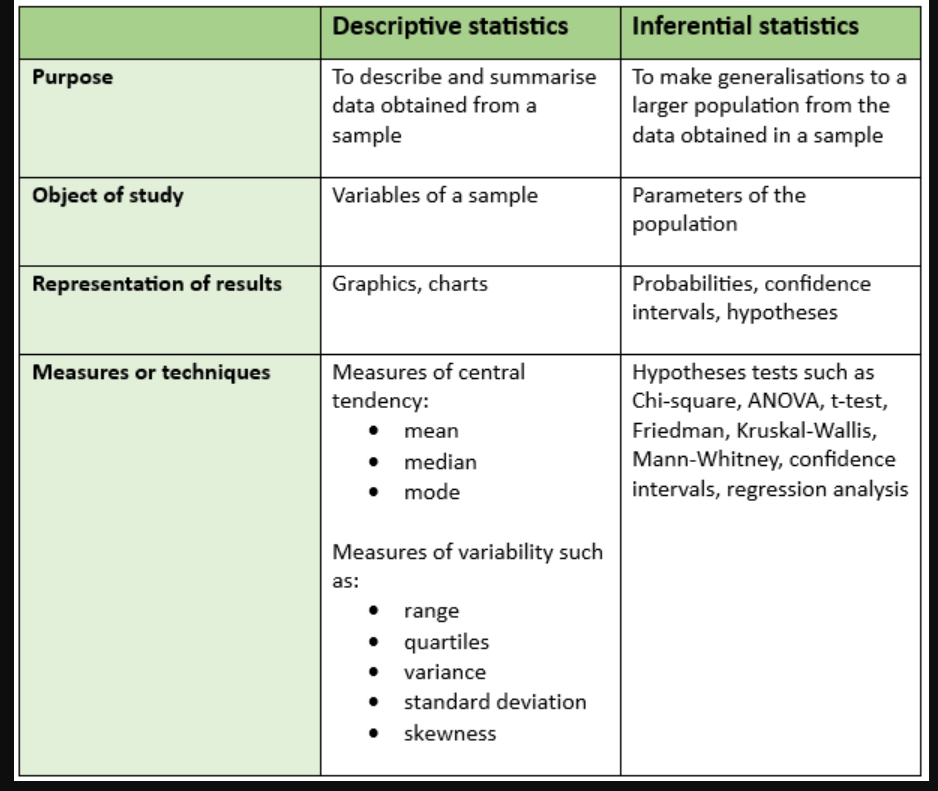 Descriptive statistics
Inferential statistics
Purpose
To describe and summarise
data obtained from a
sample
To make generalisations to a
larger population from the
data obtained in a sample
Object of study
Variables of a sample
Parameters of the
population
Representation of results
Graphics, charts
Probabilities, confidence
intervals, hypotheses
Measures or techniques
Measures of central
tendency:
• mean
• median
• mode
Measures of variability such
as:
• range
• quartiles
• variance
• standard deviation
• skewness
Hypotheses tests such as
Chi-square, ANOVA, t-test,
Friedman, Kruskal-Wallis,
Mann-Whitney, confidence
intervals, regression analysis